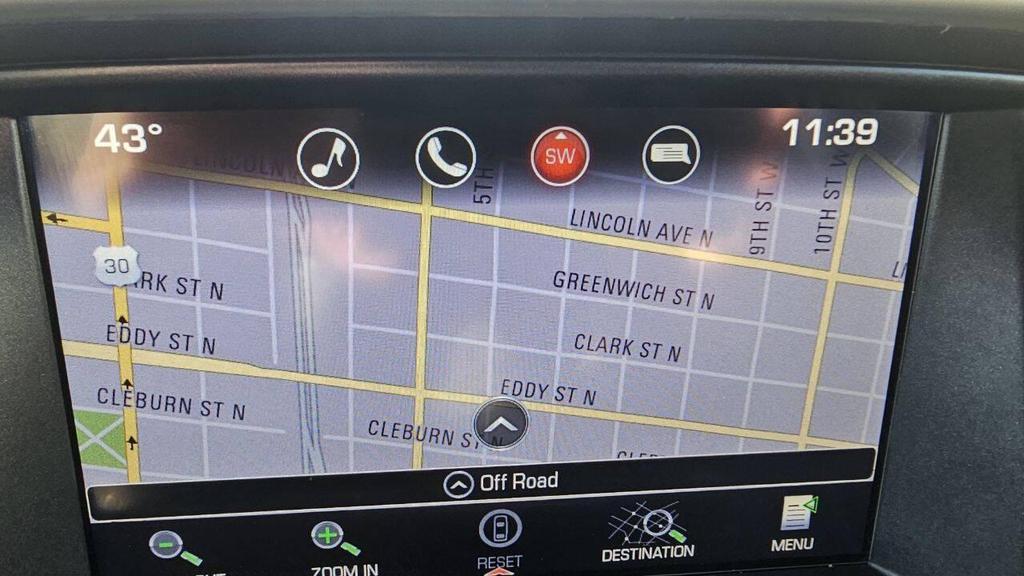 43°
SW
11:39
LINCOLN
5TH
LINCOLN AVE N
9TH ST W
10TH ST W
30
RK ST N
GREENWICH ST N
EDDY ST N
CLARK ST N
CLEBURN ST N
EDDY ST N
CLEBURN ST N
Off Road
ZOOM IN
RESET
DESTINATION
MENU